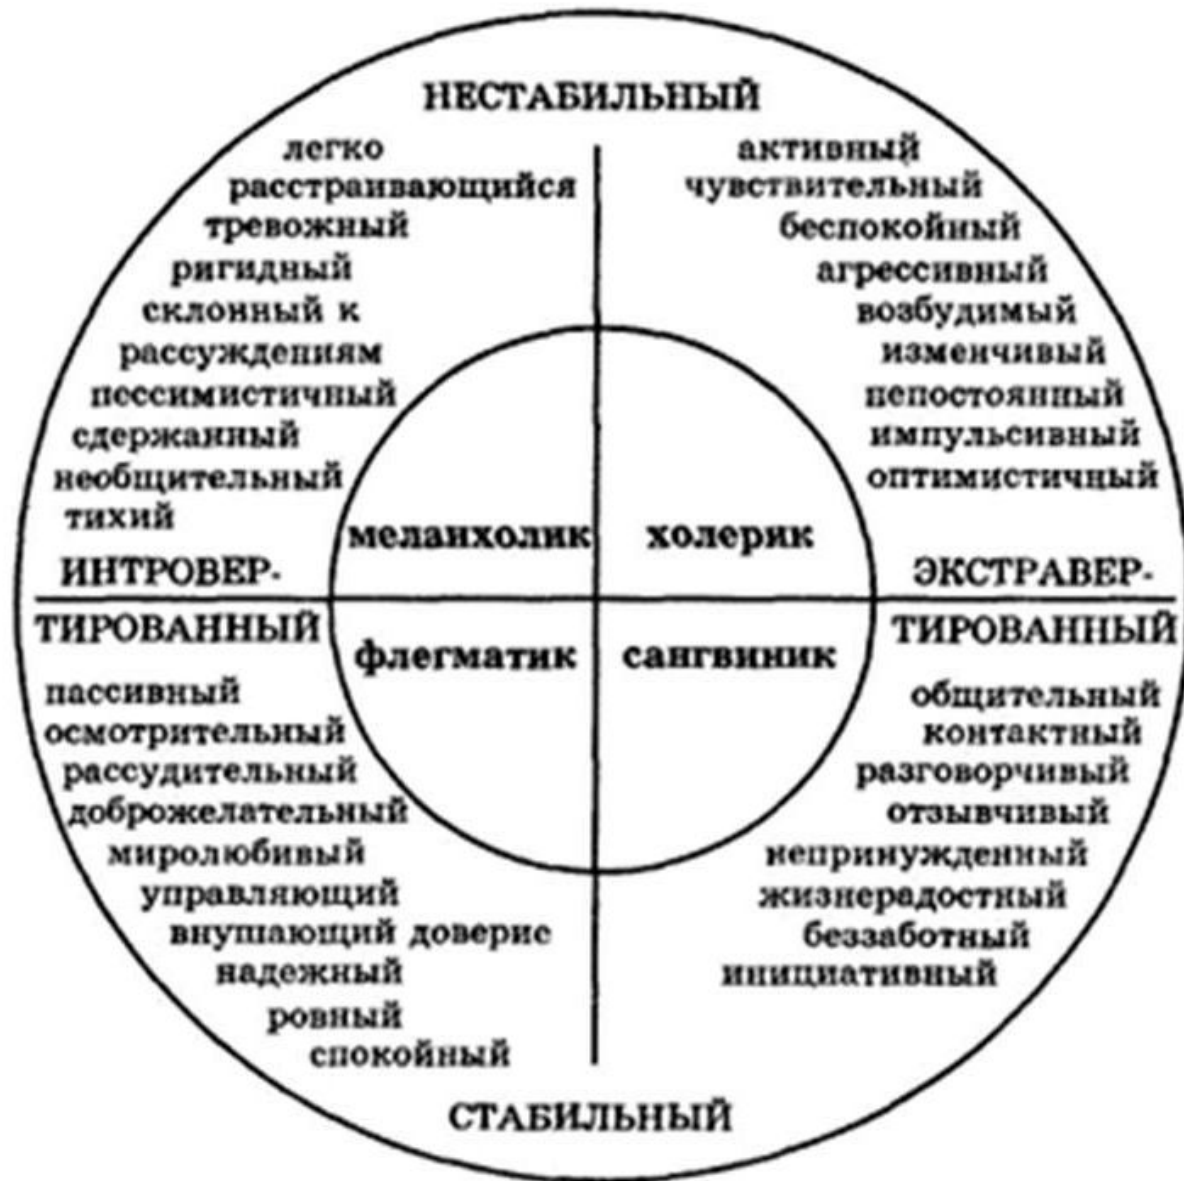 НЕСТАБИЛЬНЫЙ
легко
расстраивающийся
тревожный
ригидный
склонный к
рассуждениям
пессимистичный
сдержанный
необщительный
тихий
активный
чувствительный
беспокойный
агрессивный
возбудимый
изменчивый
непостоянный
импульсивный
оптимистичный
меланхолик
холерик
ИНТРОВЕР-
ТИРОВАННЫЙ
ЭКСТРАВЕР-
ТИРОВАННЫЙ
флегматик
сангвиник
пассивный
осмотрительный
рассудительный
доброжелательный
миролюбивый
управляющий
внушающий доверие
надежный
ровный
спокойный
общительный
контактный
разговорчивый
отзывчивый
непринужденный
жизнерадостный
беззаботный
инициативный
СТАБИЛЬНЫЙ